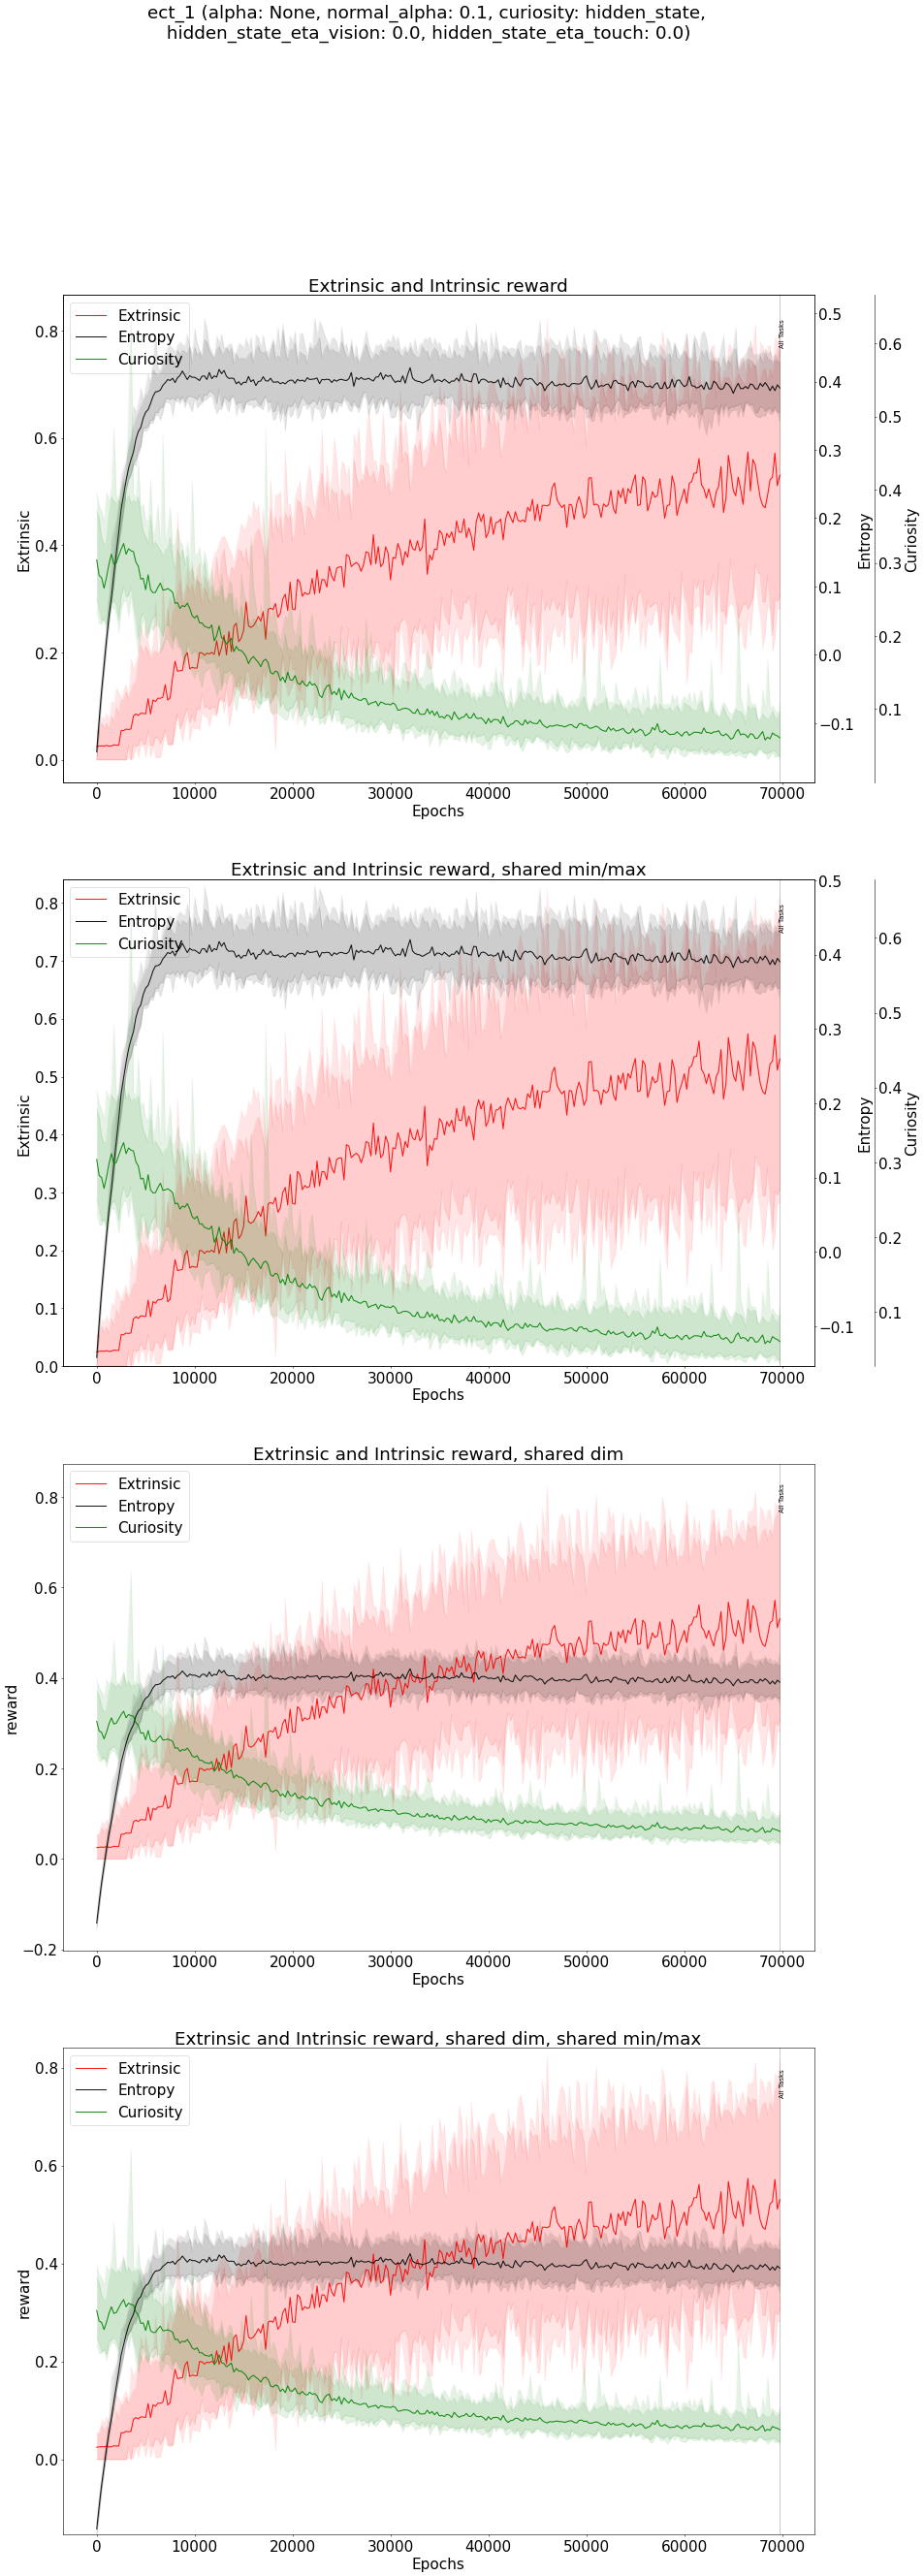 ect_1 (alpha: None, normal_alpha: 0.1, curiosity: hidden_state,
hidden_state_eta_vision: 0.0, hidden_state_eta_touch: 0.0)
Extrinsic and Intrinsic reward
Extrinsic
Entropy
Curiosity
All Tasks
0.8
0.6
0.4
0.2
0.0
Extrinsic
0.5
0.4
0.3
0.2
0.1
0.0
−0.1
Entropy
0.6
0.5
0.4
0.3
0.2
0.1
Curiosity
0 10000 20000 30000 40000 50000 60000 70000
Epochs
Extrinsic and Intrinsic reward, shared min/max
Extrinsic
Entropy
Curiosity
All Tasks
0.8
0.7
0.6
0.5
0.4
0.3
0.2
0.1
0.0
Extrinsic
0.5
0.4
0.3
0.2
0.1
0.0
−0.1
Entropy
0.6
0.5
0.4
0.3
0.2
0.1
Curiosity
0 10000 20000 30000 40000 50000 60000 70000
Epochs
Extrinsic and Intrinsic reward, shared dim
Extrinsic
Entropy
Curiosity
All Tasks
0.8
0.6
0.4
0.2
0.0
−0.2
reward
0 10000 20000 30000 40000 50000 60000 70000
Epochs
Extrinsic and Intrinsic reward, shared dim, shared min/max
Extrinsic
Entropy
Curiosity
All Tasks
0.8
0.6
0.4
0.2
0.0
reward
0 10000 20000 30000 40000 50000 60000 70000
Epochs